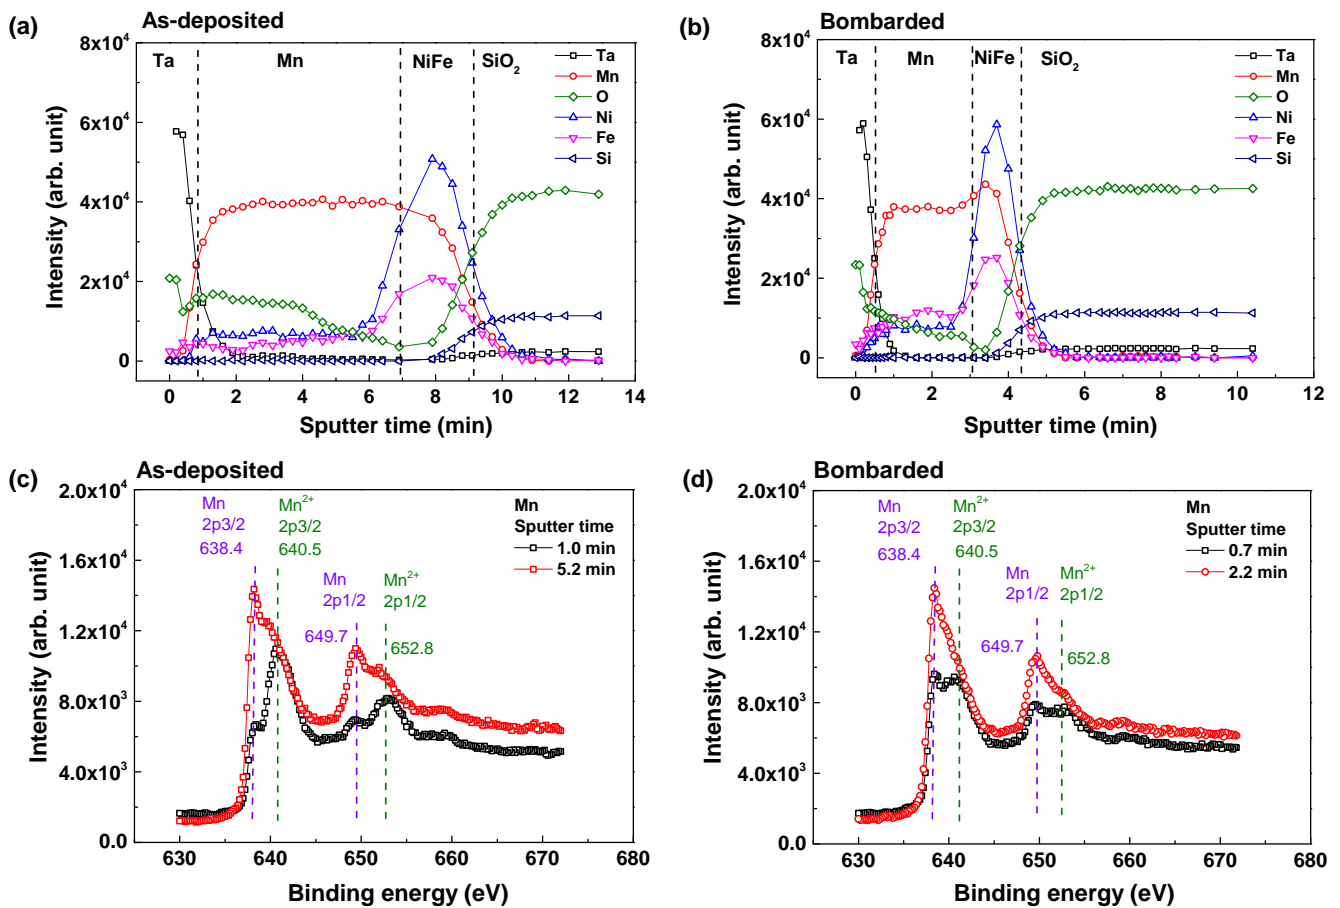 (a)
As-deposited
Ta
Mn
NiFe
SiO₂
Ta
Mn
O
Ni
Fe
Si
8x10⁴
6x10⁴
4x10⁴
2x10⁴
0
Intensity (arb. unit)
0 2 4 6 8 10 12 14
Sputter time (min)
(b)
Bombarded
Ta
Mn
NiFe
SiO₂
Ta
Mn
O
Ni
Fe
Si
8x10⁴
6x10⁴
4x10⁴
2x10⁴
0
Intensity (arb. unit)
0 2 4 6 8 10 12
Sputter time (min)
(c)
As-deposited
2.0x10⁴
1.6x10⁴
1.2x10⁴
8.0x10³
4.0x10³
0.0
Intensity (arb. unit)
Mn
2p3/2
638.4
Mn²⁺
2p3/2
640.5
Mn
2p1/2
649.7
Mn²⁺
2p1/2
652.8
Mn
Sputter time
1.0 min
5.2 min
630 640 650 660 670 680
Binding energy (eV)
(d)
Bombarded
2.0x10⁴
1.6x10⁴
1.2x10⁴
8.0x10³
4.0x10³
0.0
Intensity (arb. unit)
Mn
2p3/2
638.4
Mn²⁺
2p3/2
640.5
Mn
2p1/2
649.7
Mn²⁺
2p1/2
652.8
Mn
Sputter time
0.7 min
2.2 min
630 640 650 660 670 680
Binding energy (eV)